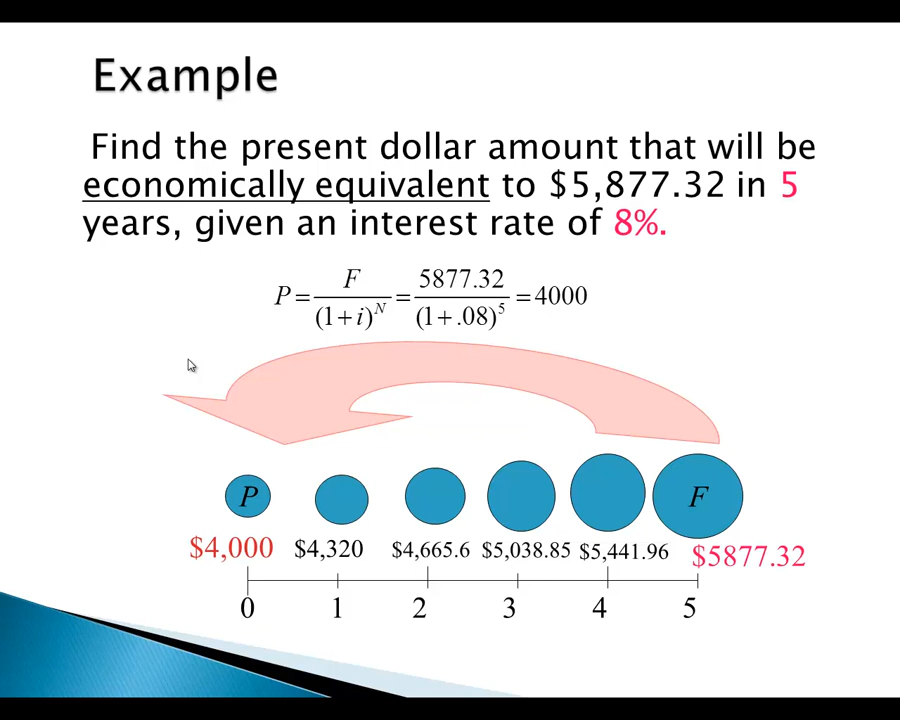 Example
Find the present dollar amount that will be
economically equivalent to $5,877.32 in 5
years, given an interest rate of 8%.
P = F / (1 + i)^N = 5877.32 / (1 + .08)^5 = 4000
P F
$4,000 $4,320 $4,665.6 $5,038.85 $5,441.96 $5877.32
0 1 2 3 4 5